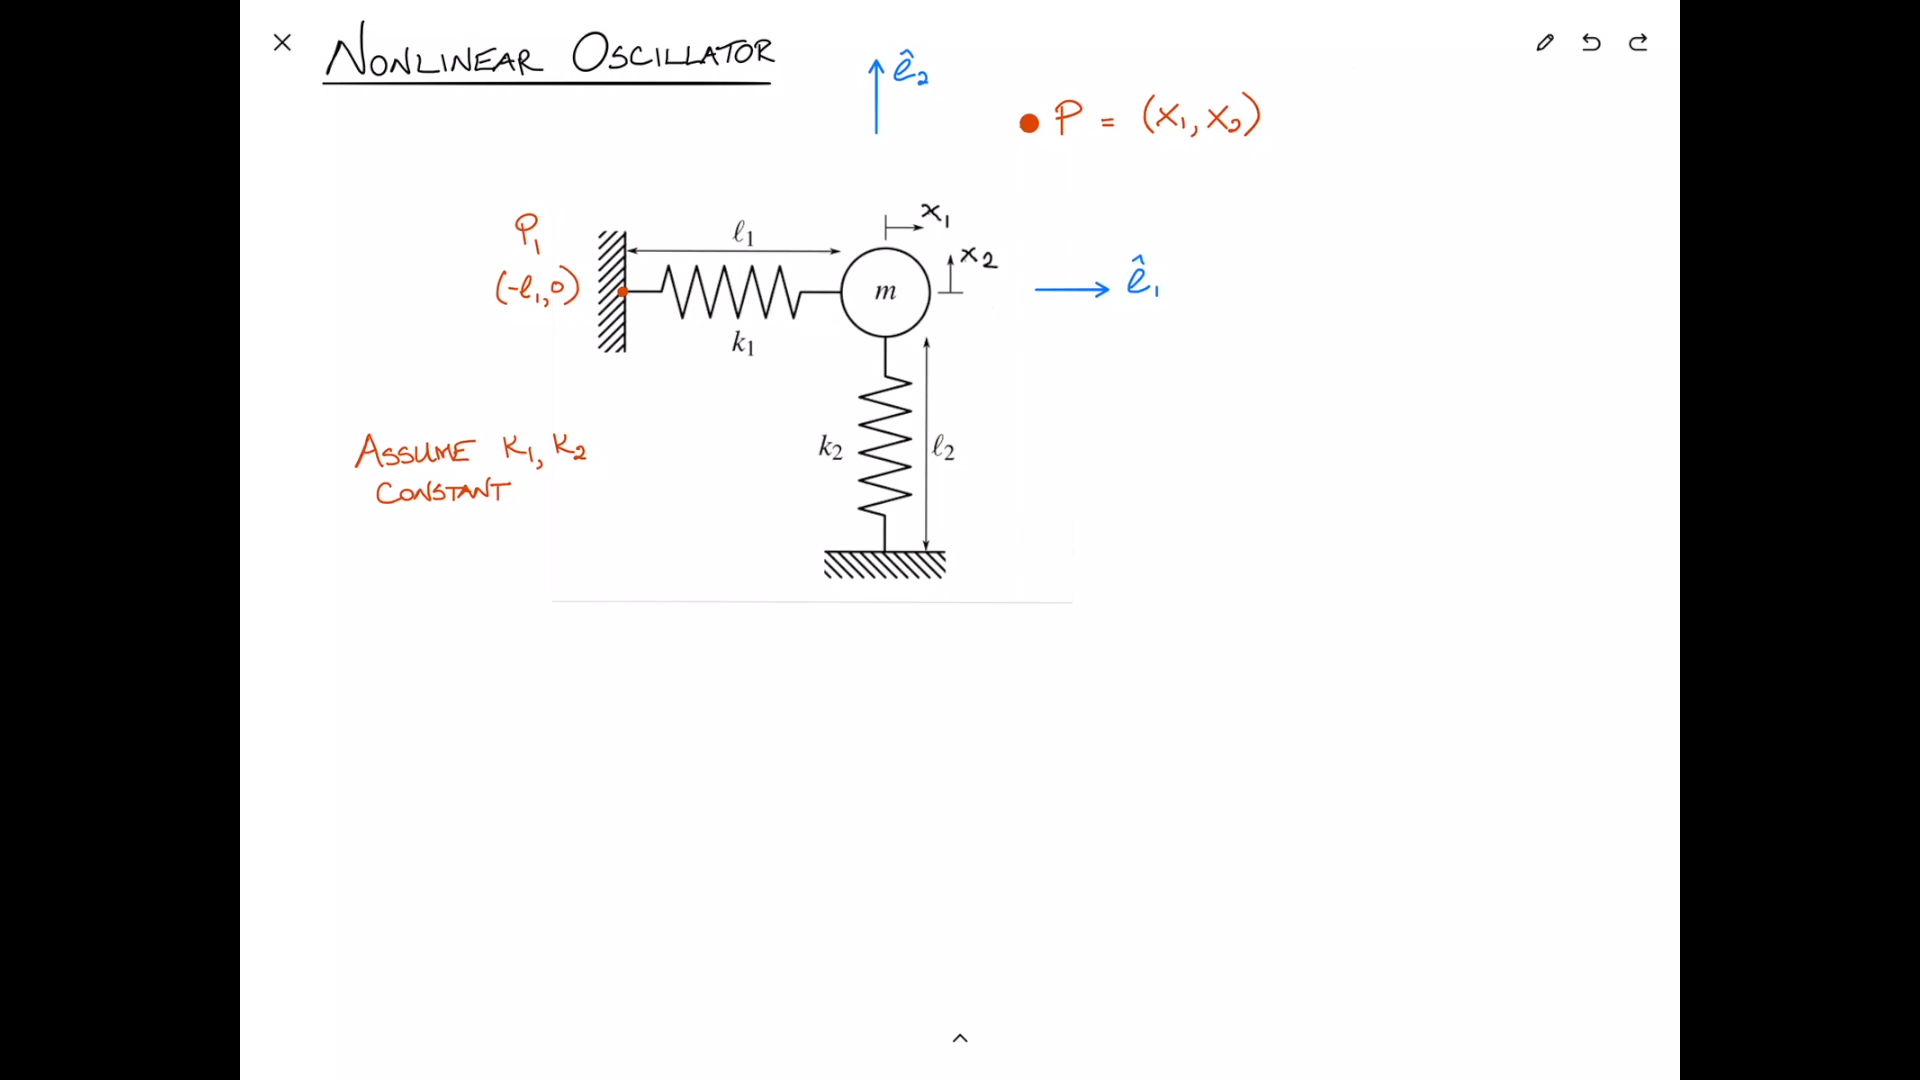 NONLINEAR OSCILLATOR
ê₂
P = (x₁, x₂)
P₁
(-ℓ₁, 0)
ℓ₁
x₁
x₂
m
ê₁
k₁
ASSUME K₁, K₂
CONSTANT
k₂
ℓ₂